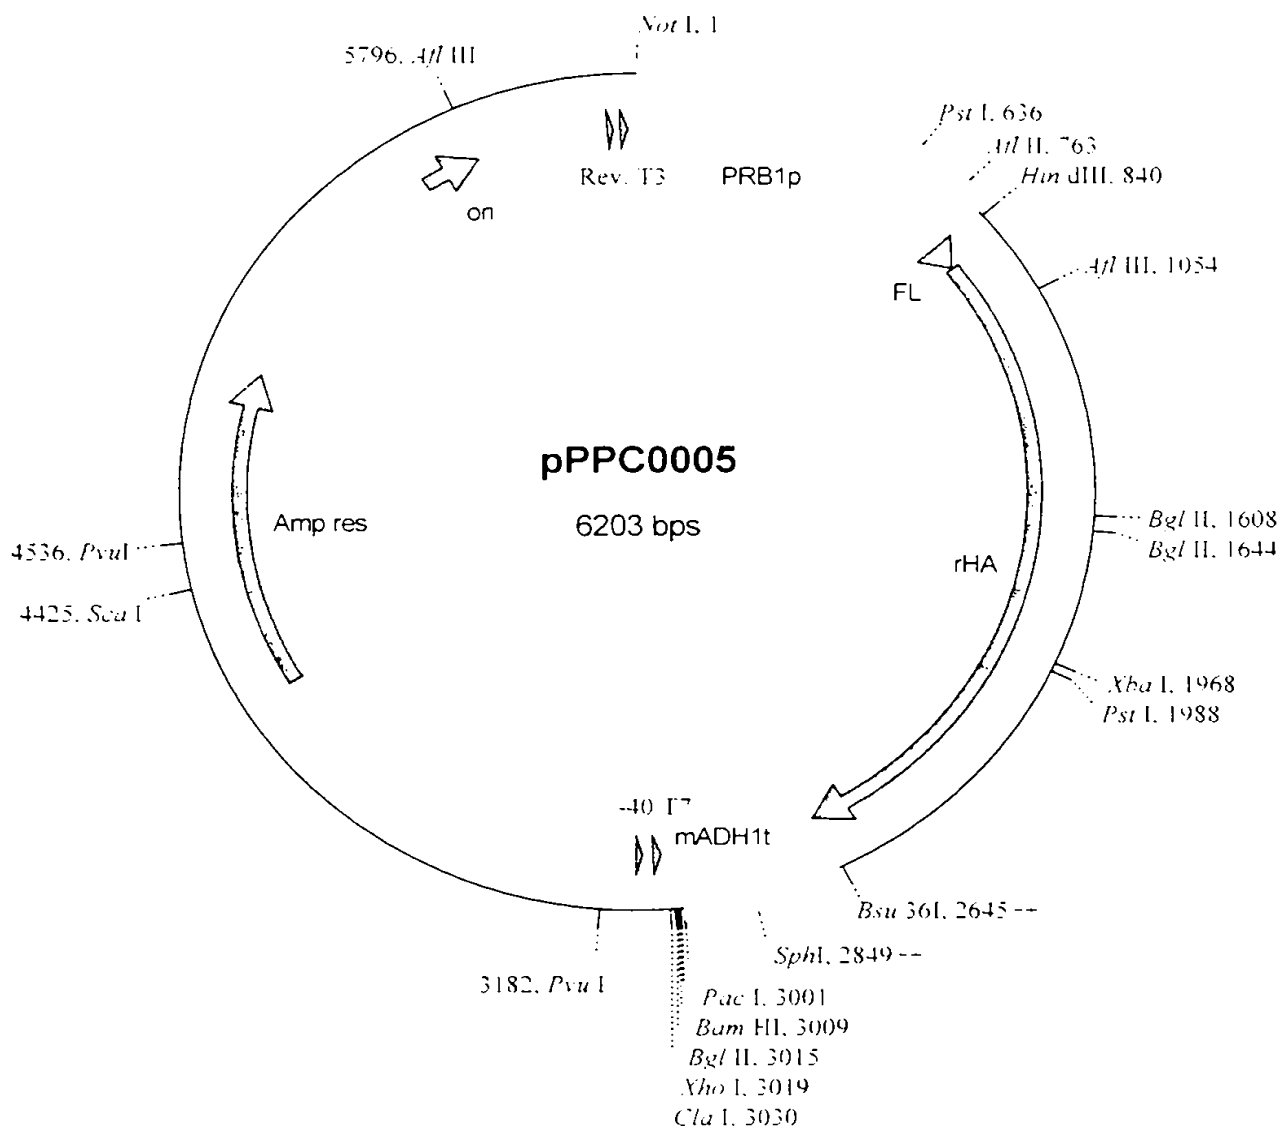 Not I, 1
5796, Afl III
Pst I, 636
Afl II, 763
Rev. T3
PRB1p
Hin dIII, 840
ori
Afl III, 1054
FL
pPPC0005
6203 bps
Amp res
Bgl II, 1608
Bgl II, 1644
4536, PvuI
rHA
4425, Sca I
Xba I, 1968
Pst I, 1988
-40 T7
mADH1t
Bsu 36I, 2645 --
SphI, 2849 --
3182, Pvu I
Pac I, 3001
Bam HI, 3009
Bgl II, 3015
Xho I, 3019
Cla I, 3030